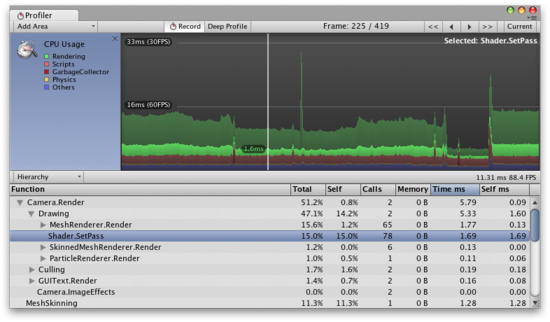 Profiler
Add Area Record Deep Profile Frame: 225 / 419 << >> Current
CPU Usage
Rendering
Scripts
GarbageCollector
Physics
Others
33ms (30FPS)
Selected: Shader.SetPass
16ms (60FPS)
1.6ms
Hierarchy 11.31 ms 88.4 FPS
Function Total Self Calls Memory Time ms Self ms
Camera.Render 51.2% 0.8% 2 0 B 5.79 0.09
Drawing 47.1% 14.2% 2 0 B 5.33 1.60
MeshRenderer.Render 15.6% 1.2% 65 0 B 1.77 0.13
Shader.SetPass 15.0% 15.0% 78 0 B 1.69 1.69
SkinnedMeshRenderer.Render 1.2% 0.0% 6 0 B 0.13 0.00
ParticleRenderer.Render 1.0% 0.5% 1 0 B 0.11 0.06
Culling 1.7% 1.6% 2 0 B 0.19 0.18
GUIText.Render 1.4% 0.7% 2 0 B 0.16 0.08
Camera.ImageEffects 0.0% 0.0% 2 0 B 0.00 0.00
MeshSkinning 11.3% 11.3% 1 0 B 1.28 1.28